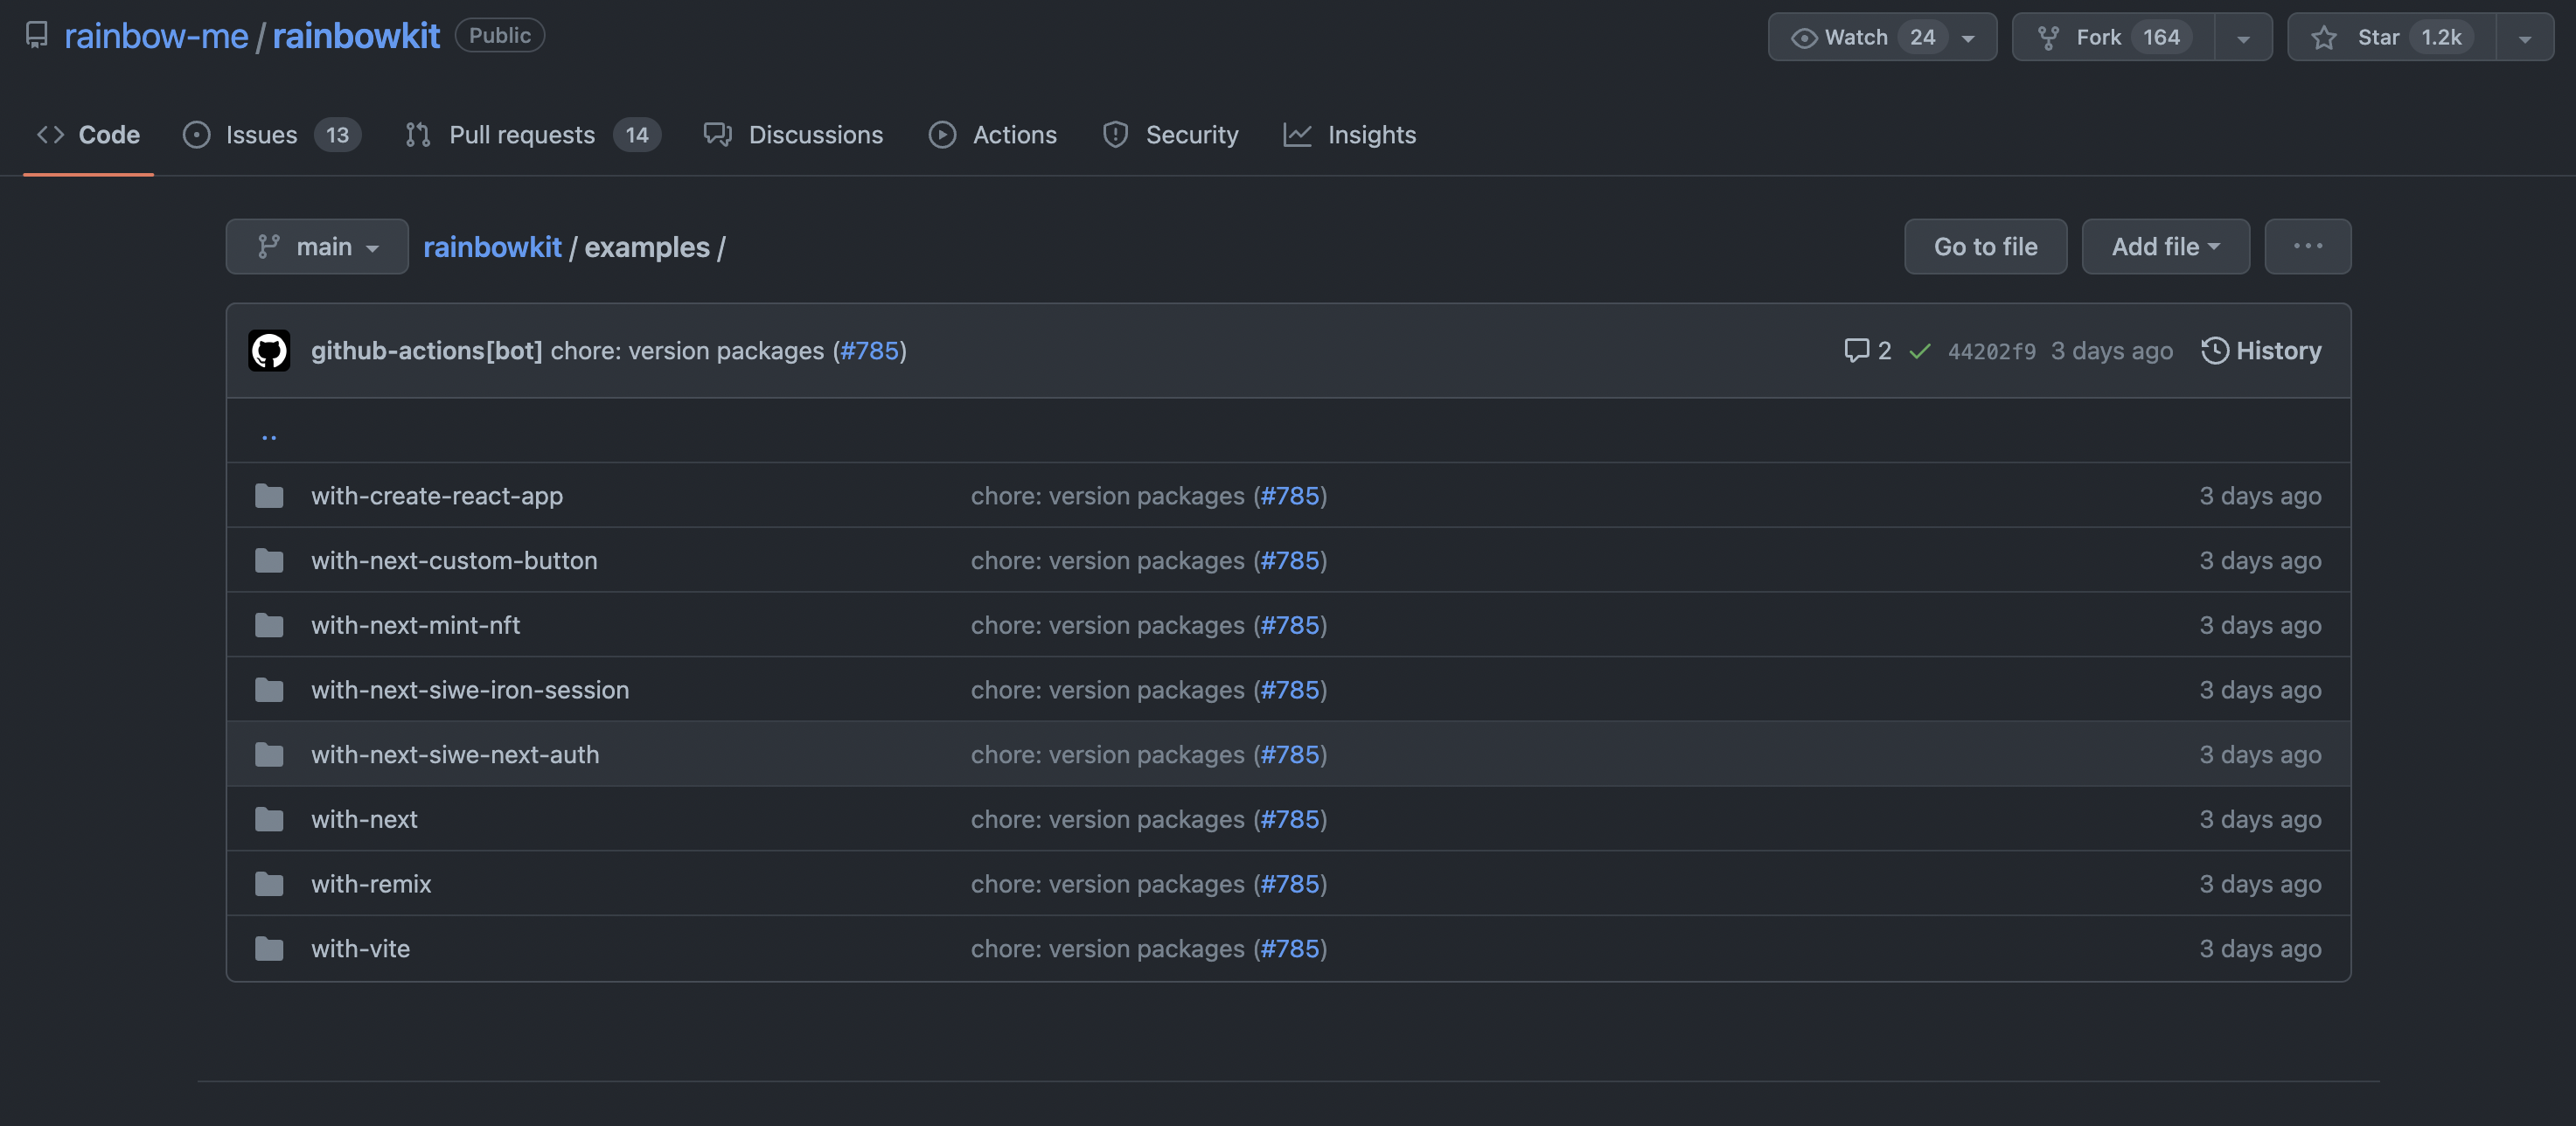 rainbow-me / rainbowkit Public Watch 24 Fork 164 Star 1.2k
Code Issues 13 Pull requests 14 Discussions Actions Security Insights
main rainbowkit / examples / Go to file Add file ...
github-actions[bot] chore: version packages (#785) 2 44202f9 3 days ago History
..
with-create-react-app chore: version packages (#785) 3 days ago
with-next-custom-button chore: version packages (#785) 3 days ago
with-next-mint-nft chore: version packages (#785) 3 days ago
with-next-siwe-iron-session chore: version packages (#785) 3 days ago
with-next-siwe-next-auth chore: version packages (#785) 3 days ago
with-next chore: version packages (#785) 3 days ago
with-remix chore: version packages (#785) 3 days ago
with-vite chore: version packages (#785) 3 days ago